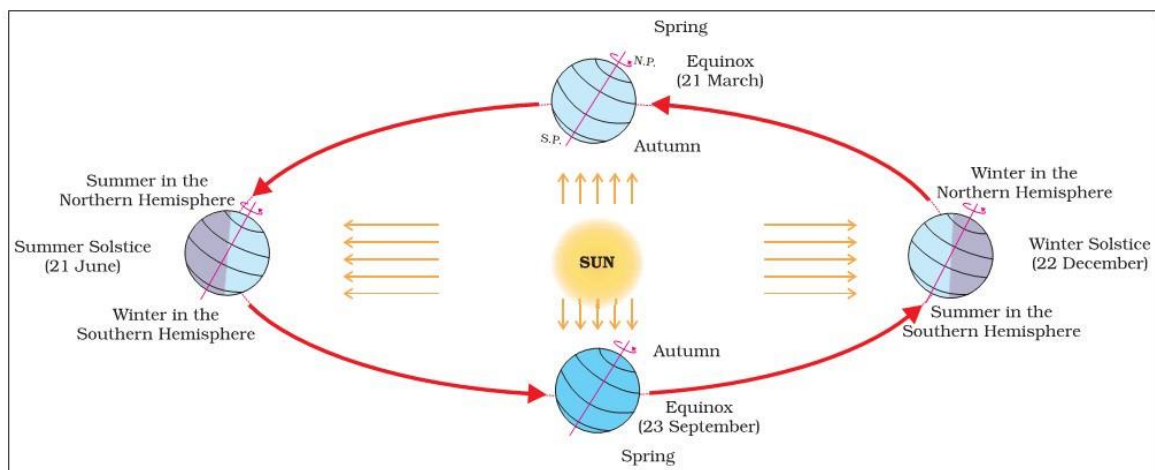 Spring
N.P.
Equinox
(21 March)
S.P.
Autumn
Summer in the
Northern Hemisphere
Summer Solstice
(21 June)
Winter in the
Southern Hemisphere
SUN
Winter in the
Northern Hemisphere
Winter Solstice
(22 December)
Summer in the
Southern Hemisphere
Autumn
Equinox
(23 September)
Spring